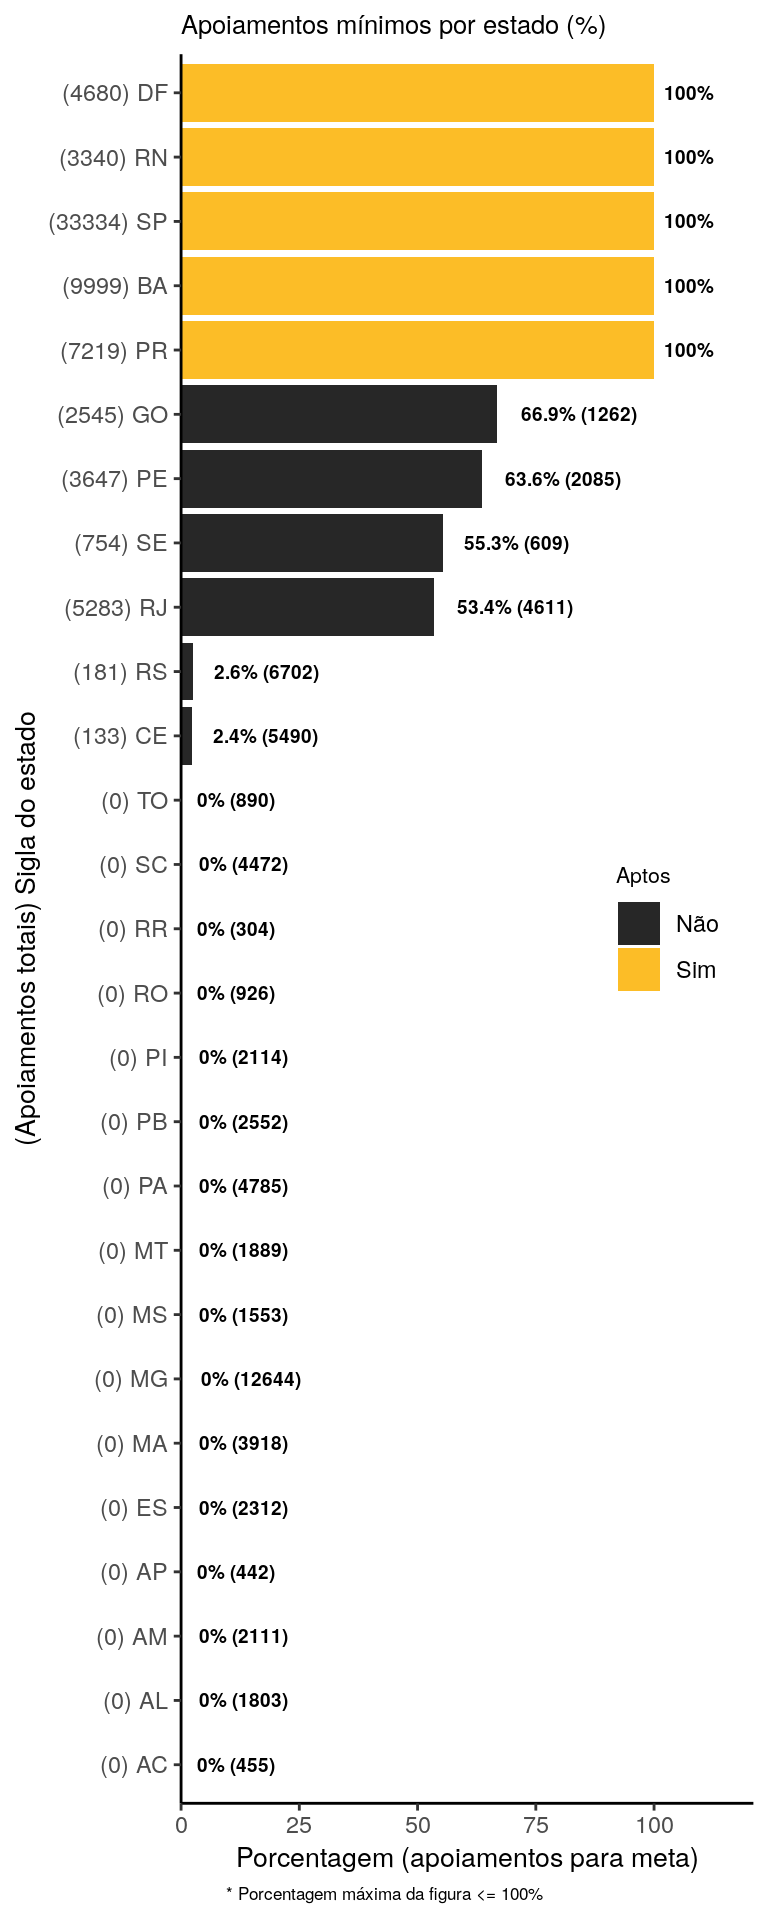 Apoiamentos mínimos por estado (%)
(4680) DF 100%
(3340) RN 100%
(33334) SP 100%
(9999) BA 100%
(7219) PR 100%
(2545) GO 66.9% (1262)
(3647) PE 63.6% (2085)
(754) SE 55.3% (609)
(5283) RJ 53.4% (4611)
(181) RS 2.6% (6702)
(133) CE 2.4% (5490)
(0) TO 0% (890)
(0) SC 0% (4472)
(0) RR 0% (304)
(0) RO 0% (926)
(0) PI 0% (2114)
(0) PB 0% (2552)
(0) PA 0% (4785)
(0) MT 0% (1889)
(0) MS 0% (1553)
(0) MG 0% (12644)
(0) MA 0% (3918)
(0) ES 0% (2312)
(0) AP 0% (442)
(0) AM 0% (2111)
(0) AL 0% (1803)
(0) AC 0% (455)
(Apoiamentos totais) Sigla do estado
Aptos
Não
Sim
0 25 50 75 100
Porcentagem (apoiamentos para meta)
* Porcentagem máxima da figura <= 100%